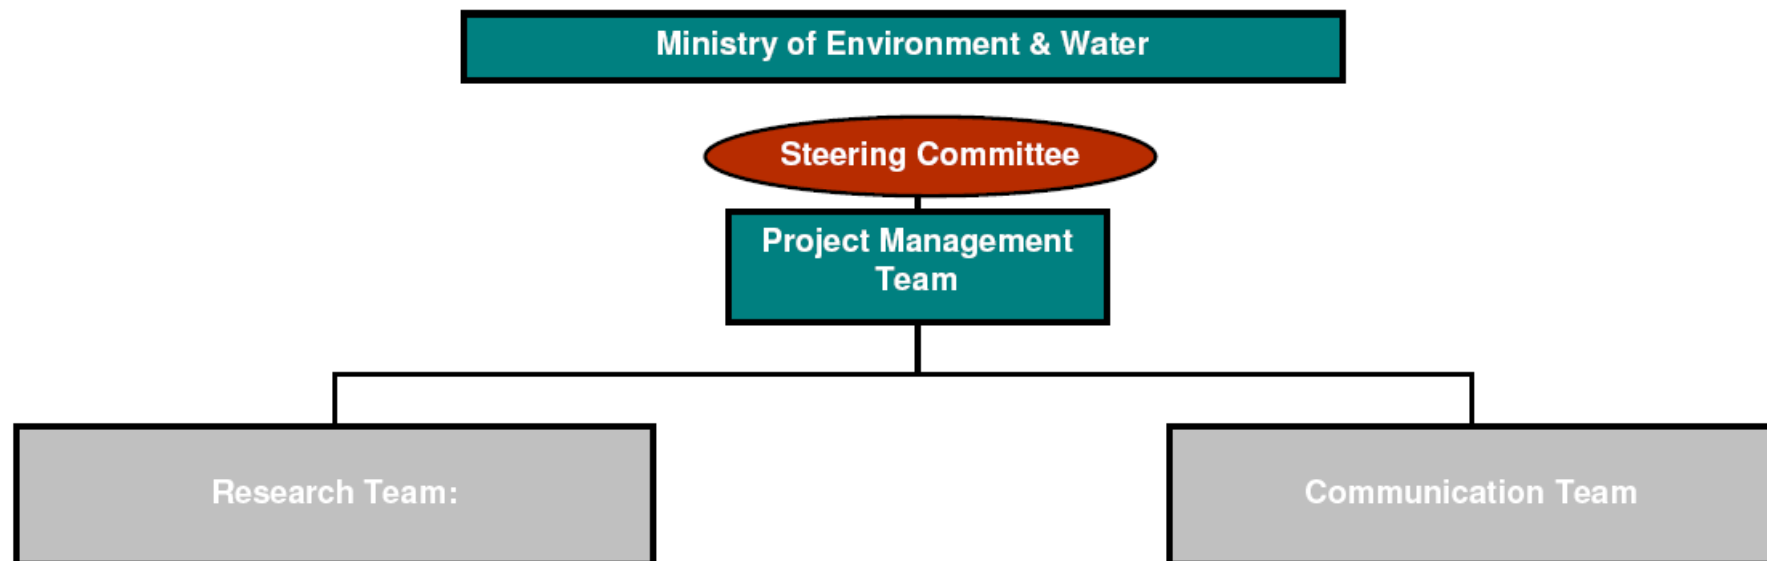 Ministry of Environment & Water
Steering Committee
Project Management
Team
Research Team:
Communication Team